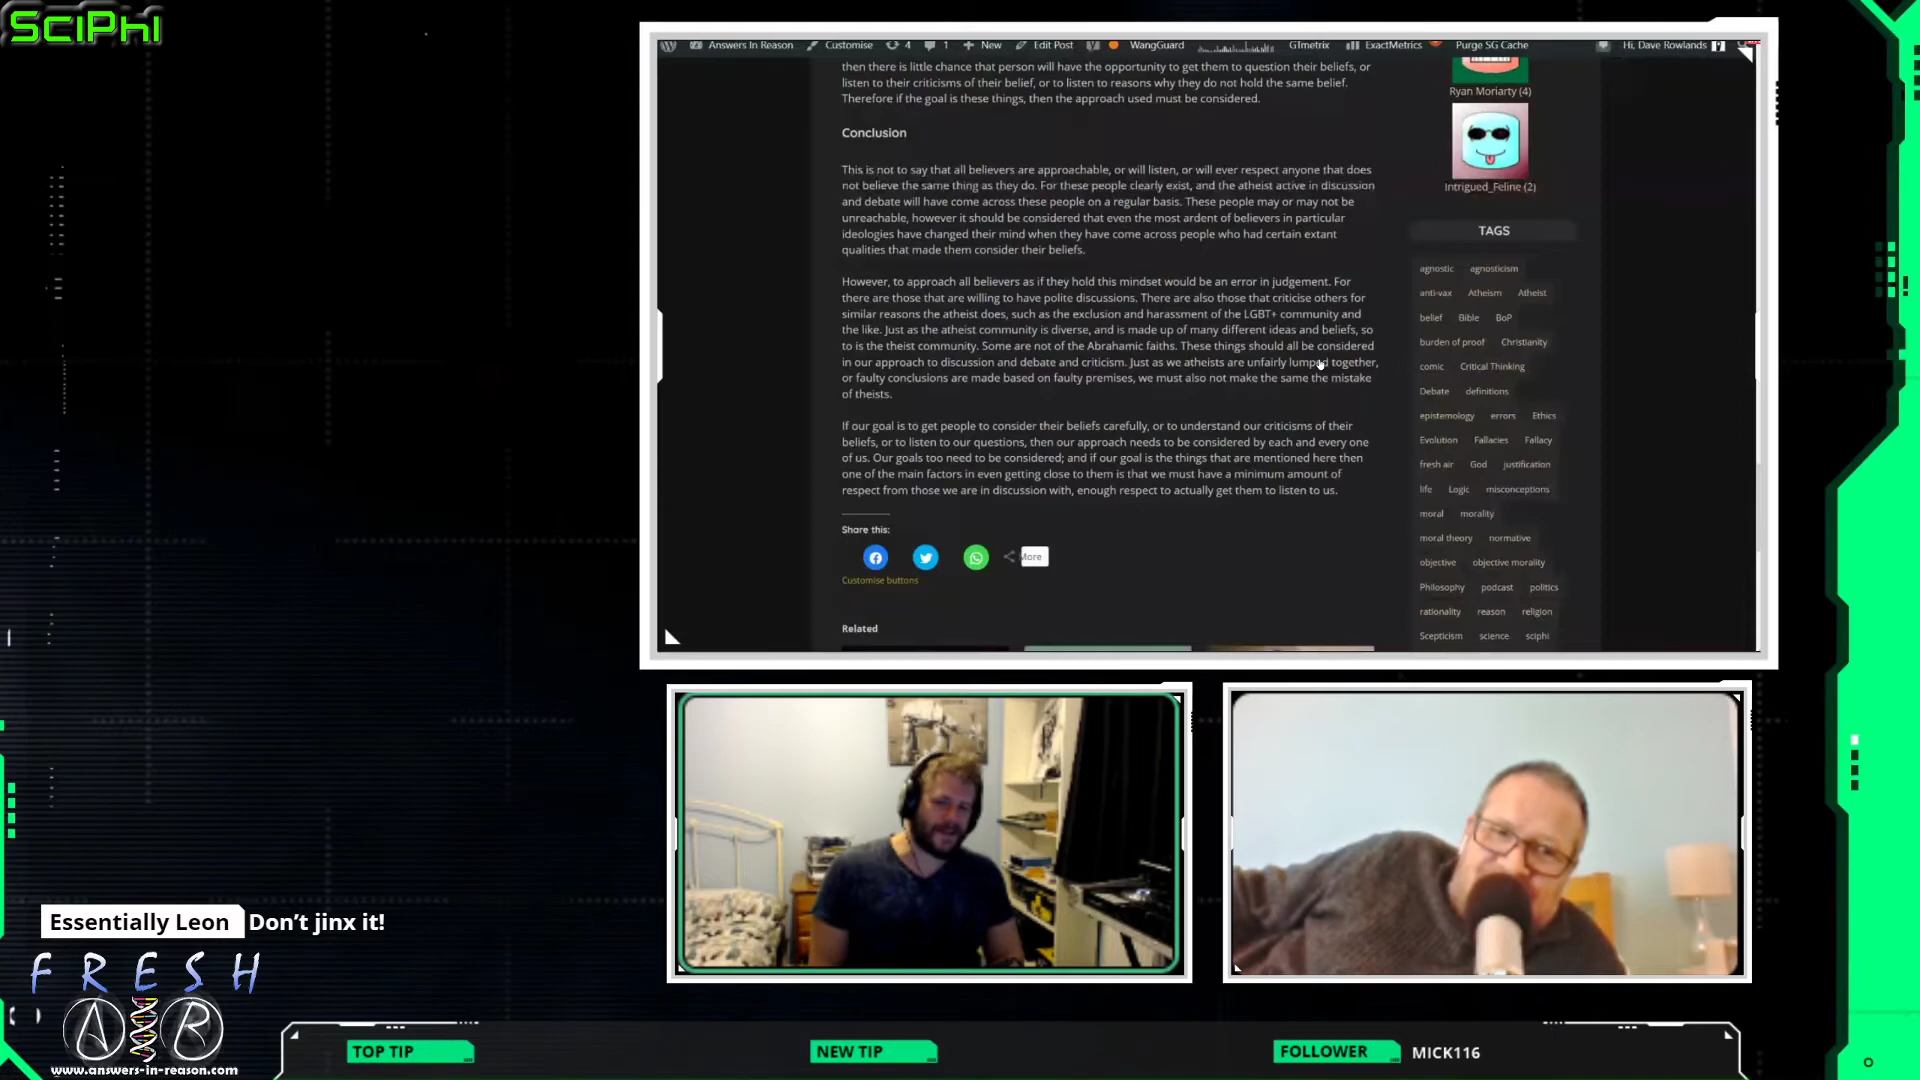 SCIPHI
Answers In Reason Customise 4 1 New Edit Post WangGuard GTmetrix ExactMetrics Purge SG Cache Hi, Dave Rowlands
then there is little chance that person will have the opportunity to get them to question their beliefs, or
listen to their criticisms of their belief, or to listen to reasons why they do not hold the same belief.
Therefore if the goal is these things, then the approach used must be considered.
Conclusion
This is not to say that all believers are approachable, or will listen, or will ever respect anyone that does
not believe the same thing as they do. For these people clearly exist, and the atheist active in discussion
and debate will have come across these people on a regular basis. These people may or may not be
unreachable, however it should be considered that even the most ardent of believers in particular
ideologies have changed their mind when they have come across people who had certain extant
qualities that made them consider their beliefs.
However, to approach all believers as if they hold this mindset would be an error in judgement. For
there are those that are willing to have polite discussions. There are also those that criticise others for
similar reasons the atheist does, such as the exclusion and harassment of the LGBT+ community and
the like. Just as the atheist community is diverse, and is made up of many different ideas and beliefs, so
to is the theist community. Some are not of the Abrahamic faiths. These things should all be considered
in our approach to discussion and debate and criticism. Just as we atheists are unfairly lumped together,
or faulty conclusions are made based on faulty premises, we must also not make the same the mistake
of theists.
If our goal is to get people to consider their beliefs carefully, or to understand our criticisms of their
beliefs, or to listen to our questions, then our approach needs to be considered by each and every one
of us. Our goals too need to be considered; and if our goal is the things that are mentioned here then
one of the main factors in even getting close to them is that we must have a minimum amount of
respect from those we are in discussion with, enough respect to actually get them to listen to us.
Share this:
More
Customise buttons
Related
Ryan Moriarty (4)
Intrigued_Feline (2)
TAGS
agnostic agnosticism
anti-vax Atheism Atheist
belief Bible BoP
burden of proof Christianity
comic Critical Thinking
Debate definitions
epistemology errors Ethics
Evolution Fallacies Fallacy
fresh air God justification
life Logic misconceptions
moral morality
moral theory normative
objective objective morality
Philosophy podcast politics
rationality reason religion
Scepticism science sciphi
Essentially Leon Don't jinx it!
FRESH
A R
www.answers-in-reason.com
TOP TIP
NEW TIP
FOLLOWER MICK116